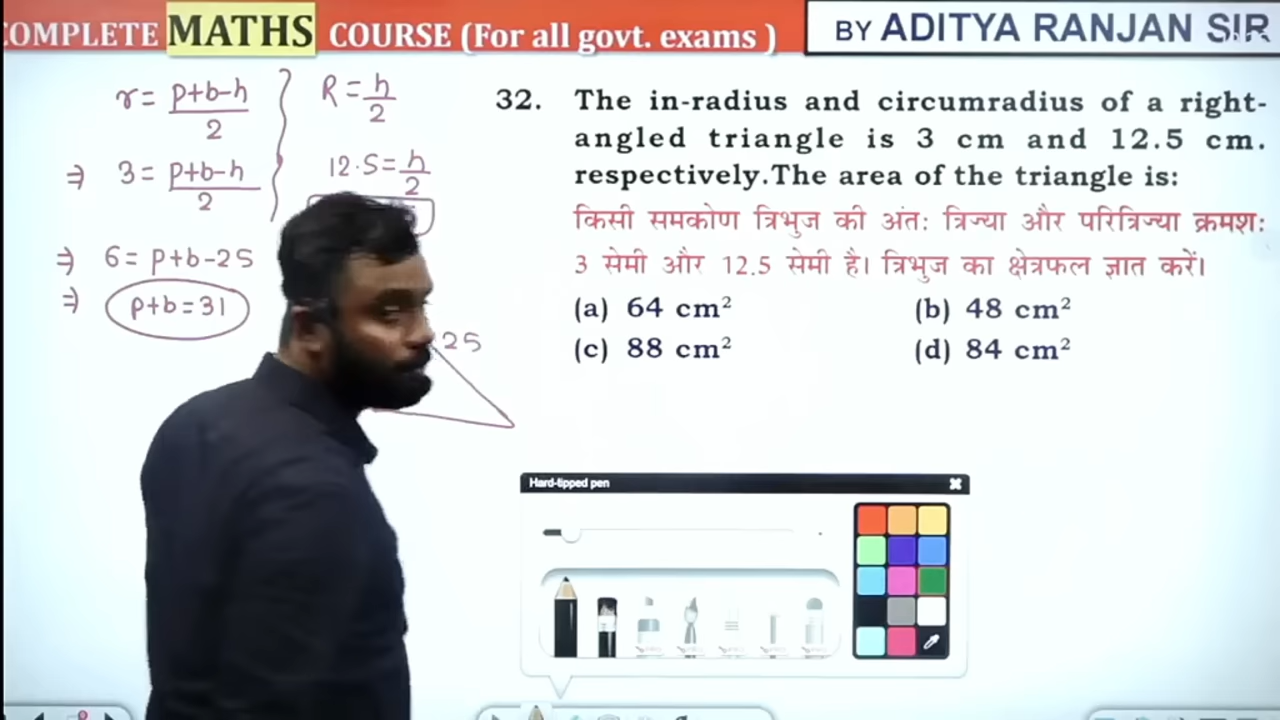 COMPLETE MATHS COURSE (For all govt. exams )
BY ADITYA RANJAN SIR
r = p+b-h / 2
R = h / 2
⇒ 3 = p+b-h / 2
12.5 = h / 2
⇒ 6 = p+b-25
⇒ p+b=31
25
32. The in-radius and circumradius of a right-
angled triangle is 3 cm and 12.5 cm.
respectively.The area of the triangle is:
किसी समकोण त्रिभुज की अंतः त्रिज्या और परित्रिज्या क्रमशः
3 सेमी और 12.5 सेमी है। त्रिभुज का क्षेत्रफल ज्ञात करें।
(a) 64 cm² (b) 48 cm²
(c) 88 cm² (d) 84 cm²
Hard-tipped pen